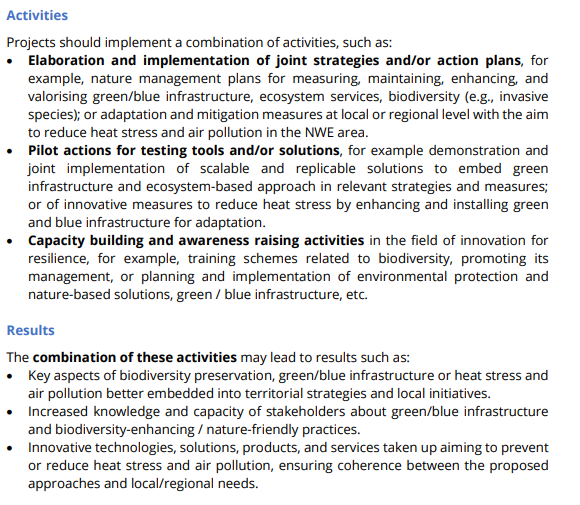 Activities
Projects should implement a combination of activities, such as:
• Elaboration and implementation of joint strategies and/or action plans, for
example, nature management plans for measuring, maintaining, enhancing, and
valorising green/blue infrastructure, ecosystem services, biodiversity (e.g., invasive
species); or adaptation and mitigation measures at local or regional level with the aim
to reduce heat stress and air pollution in the NWE area.
• Pilot actions for testing tools and/or solutions, for example demonstration and
joint implementation of scalable and replicable solutions to embed green
infrastructure and ecosystem-based approach in relevant strategies and measures;
or of innovative measures to reduce heat stress by enhancing and installing green
and blue infrastructure for adaptation.
• Capacity building and awareness raising activities in the field of innovation for
resilience, for example, training schemes related to biodiversity, promoting its
management, or planning and implementation of environmental protection and
nature-based solutions, green / blue infrastructure, etc.
Results
The combination of these activities may lead to results such as:
• Key aspects of biodiversity preservation, green/blue infrastructure or heat stress and
air pollution better embedded into territorial strategies and local initiatives.
• Increased knowledge and capacity of stakeholders about green/blue infrastructure
and biodiversity-enhancing / nature-friendly practices.
• Innovative technologies, solutions, products, and services taken up aiming to prevent
or reduce heat stress and air pollution, ensuring coherence between the proposed
approaches and local/regional needs.